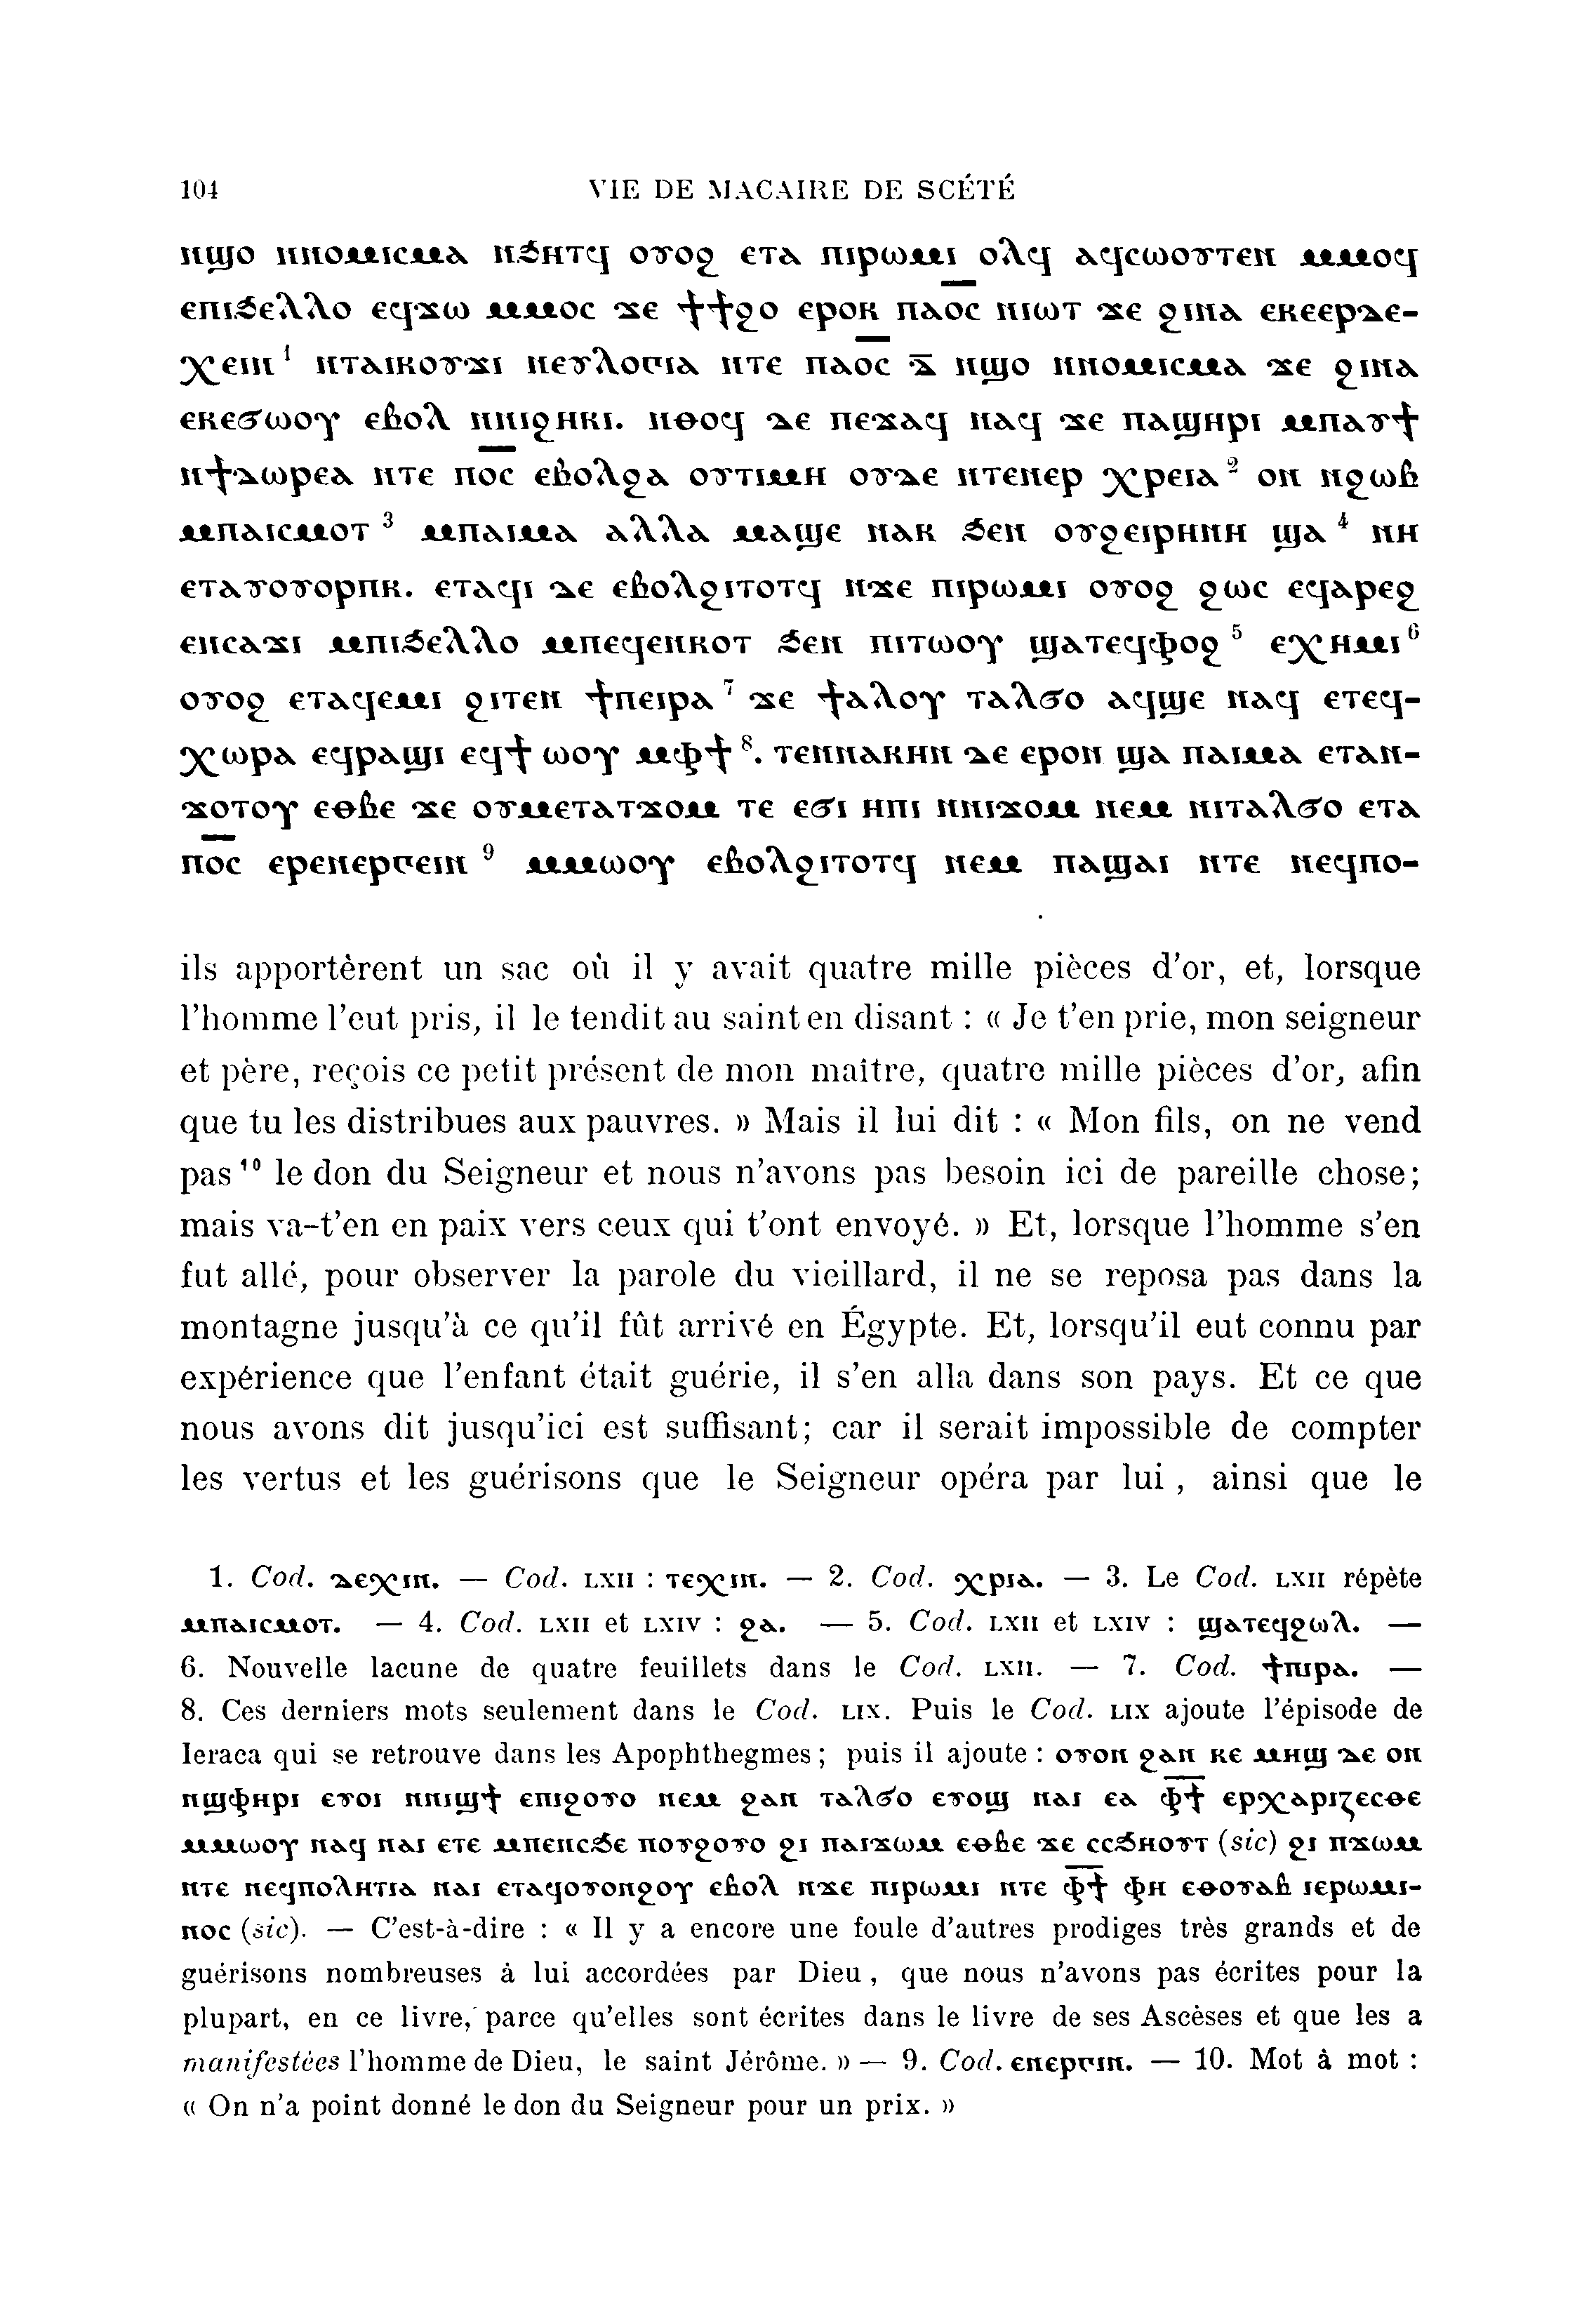 104 VIE DE MACAIRE DE SCÉTÉ
ⲛϣⲟ ⲛⲛⲟⲙⲓⲥⲙⲁ ⲛϧⲏⲧϥ ⲟⲩⲟϩ ⲉⲧⲁ ⲡⲓⲣⲱⲙⲓ ⲟⲗϥ ⲁϥⲥⲱⲟⲩⲧⲉⲛ ⲙⲙⲟϥ
ⲉⲡⲓϧⲉⲗⲗⲟ ⲉϥϫⲱ ⲙⲙⲟⲥ ϫⲉ ϯϯϩⲟ ⲉⲣⲟⲕ ⲡⲁⲟ̅ⲥ̅ ⲛⲓⲱⲧ ϫⲉ ϩⲓⲛⲁ ⲉⲕⲉⲉⲣⲇⲉ-
ⲭⲉⲓⲛ ¹ ⲛⲧⲁⲓⲕⲟⲩϫⲓ ⲛⲉⲩⲗⲟⲅⲓⲁ ⲛⲧⲉ ⲡⲁⲟ̅ⲥ̅ ⲇ̅ ⲛϣⲟ ⲛⲛⲟⲙⲓⲥⲙⲁ ϫⲉ ϩⲓⲛⲁ
ⲉⲕⲉϭⲱⲟⲩ ⲉⲃⲟⲗ ⲛⲛⲓϩⲏⲕⲓ. ⲛⲑⲟϥ ⲇⲉ ⲡⲉϫⲁϥ ⲛⲁϥ ϫⲉ ⲡⲁϣⲏⲣⲓ ⲙⲡⲁⲩϯ
ⲛϯⲇⲱⲣⲉⲁ ⲛⲧⲉ ⲡⲟ̅ⲥ̅ ⲉⲃⲟⲗϩⲁ ⲟⲩⲧⲓⲙⲏ ⲟⲩⲇⲉ ⲛⲧⲉⲛⲉⲣ ⲭⲣⲉⲓⲁ ² ⲟⲛ ⲛϩⲱⲃ
ⲙⲡⲁⲓⲥⲙⲟⲧ ³ ⲙⲡⲁⲓⲙⲁ ⲁⲗⲗⲁ ⲙⲁϣⲉ ⲛⲁⲕ ϧⲉⲛ ⲟⲩϩⲉⲓⲣⲏⲛⲏ ϣⲁ ⁴ ⲛⲏ
ⲉⲧⲁⲩⲟⲩⲟⲣⲡⲕ. ⲉⲧⲁϥⲓ ⲇⲉ ⲉⲃⲟⲗϩⲓⲧⲟⲧϥ ⲛϫⲉ ⲡⲓⲣⲱⲙⲓ ⲟⲩⲟϩ ϩⲱⲥ ⲉϥⲁⲣⲉϩ
ⲉⲛⲥⲁϫⲓ ⲙⲡⲓϧⲉⲗⲗⲟ ⲙⲡⲉϥⲉⲛⲕⲟⲧ ϧⲉⲛ ⲡⲓⲧⲱⲟⲩ ϣⲁⲧⲉϥⲫⲟϩ ⁵ ⲉⲭⲏⲙⲓ ⁶
ⲟⲩⲟϩ ⲉⲧⲁϥⲉⲙⲓ ϩⲓⲧⲉⲛ ϯⲡⲉⲓⲣⲁ ⁷ ϫⲉ ϯⲁⲗⲟⲩ ⲧⲁⲗϭⲟ ⲁϥϣⲉ ⲛⲁϥ ⲉⲧⲉϥ-
ⲭⲱⲣⲁ ⲉϥⲣⲁϣⲓ ⲉϥϯ ⲱⲟⲩ ⲙⲫϯ ⁸. ⲧⲉⲛⲛⲁⲕⲏⲛ ⲇⲉ ⲉⲣⲟⲛ ϣⲁ ⲡⲁⲓⲙⲁ ⲉⲧⲁⲛ-
ϫⲟⲧⲟⲩ ⲉⲑⲃⲉ ϫⲉ ⲟⲩⲙⲉⲧⲁⲧϫⲟⲙ ⲧⲉ ⲉϭⲓ ⲏⲡⲓ ⲛⲛⲓϫⲟⲙ ⲛⲉⲙ ⲛⲓⲧⲁⲗϭⲟ ⲉⲧⲁ
ⲡⲟ̅ⲥ̅ ⲉⲣⲉⲛⲉⲣⲅⲉⲓⲛ ⁹ ⲙⲙⲱⲟⲩ ⲉⲃⲟⲗϩⲓⲧⲟⲧϥ ⲛⲉⲙ ⲡⲁϣⲁⲓ ⲛⲧⲉ ⲛⲉϥⲡⲟ-
ils apportèrent un sac où il y avait quatre mille pièces d'or, et, lorsque
l'homme l'eut pris, il le tendit au saint en disant : « Je t'en prie, mon seigneur
et père, reçois ce petit présent de mon maître, quatre mille pièces d'or, afin
que tu les distribues aux pauvres. » Mais il lui dit : « Mon fils, on ne vend
pas ¹⁰ le don du Seigneur et nous n'avons pas besoin ici de pareille chose;
mais va-t'en en paix vers ceux qui t'ont envoyé. » Et, lorsque l'homme s'en
fut allé, pour observer la parole du vieillard, il ne se reposa pas dans la
montagne jusqu'à ce qu'il fût arrivé en Égypte. Et, lorsqu'il eut connu par
expérience que l'enfant était guérie, il s'en alla dans son pays. Et ce que
nous avons dit jusqu'ici est suffisant; car il serait impossible de compter
les vertus et les guérisons que le Seigneur opéra par lui, ainsi que le
1. Cod. ⲇⲉⲭⲓⲛ. — Cod. LXII : ⲧⲉⲭⲓⲛ. — 2. Cod. ⲭⲣⲓⲁ. — 3. Le Cod. LXII répète
ⲙⲡⲁⲓⲥⲙⲟⲧ. — 4. Cod. LXII et LXIV : ϩⲁ. — 5. Cod. LXII et LXIV : ϣⲁⲧⲉϥϩⲱⲗ. —
6. Nouvelle lacune de quatre feuillets dans le Cod. LXII. — 7. Cod. ϯⲡⲓⲣⲁ. —
8. Ces derniers mots seulement dans le Cod. LIX. Puis le Cod. LIX ajoute l'épisode de
Ieraca qui se retrouve dans les Apophthegmes; puis il ajoute : ⲟⲩⲟⲛ ϩⲁⲛ ⲕⲉ ⲙⲏϣ ⲇⲉ ⲟⲛ
ⲛϣⲫⲏⲣⲓ ⲉⲩⲟⲓ ⲛⲛⲓϣϯ ⲉⲡⲓϩⲟⲩⲟ ⲛⲉⲙ ϩⲁⲛ ⲧⲁⲗϭⲟ ⲉⲩⲟϣ ⲛⲁⲓ ⲉⲁ ⲫ̅ϯ̅ ⲉⲣⲭⲁⲣⲓⲍⲉⲥⲑⲉ
ⲙⲙⲱⲟⲩ ⲛⲁϥ ⲛⲁⲓ ⲉⲧⲉ ⲙⲡⲉⲛⲥϧⲉ ⲡⲟⲩϩⲟⲩⲟ ϩⲓ ⲡⲁⲓϫⲱⲙ ⲉⲑⲃⲉ ϫⲉ ⲥⲥϧⲏⲟⲩⲧ (sic) ϩⲓ ⲡϫⲱⲙ
ⲛⲧⲉ ⲛⲉϥⲡⲟⲗⲏⲧⲓⲁ ⲛⲁⲓ ⲉⲧⲁϥⲟⲩⲟⲛϩⲟⲩ ⲉⲃⲟⲗ ⲛϫⲉ ⲡⲓⲣⲱⲙⲓ ⲛⲧⲉ ⲫ̅ϯ̅ ⲫⲏ ⲉⲑⲟⲩⲁⲃ ⲓⲉⲣⲱⲙⲓ-
ⲛⲟⲥ (sic). — C'est-à-dire : « Il y a encore une foule d'autres prodiges très grands et de
guérisons nombreuses à lui accordées par Dieu, que nous n'avons pas écrites pour la
plupart, en ce livre, parce qu'elles sont écrites dans le livre de ses Ascèses et que les a
manifestées l'homme de Dieu, le saint Jérôme. » — 9. Cod. ⲉⲛⲉⲣⲅⲓⲛ. — 10. Mot à mot :
« On n'a point donné le don du Seigneur pour un prix. »